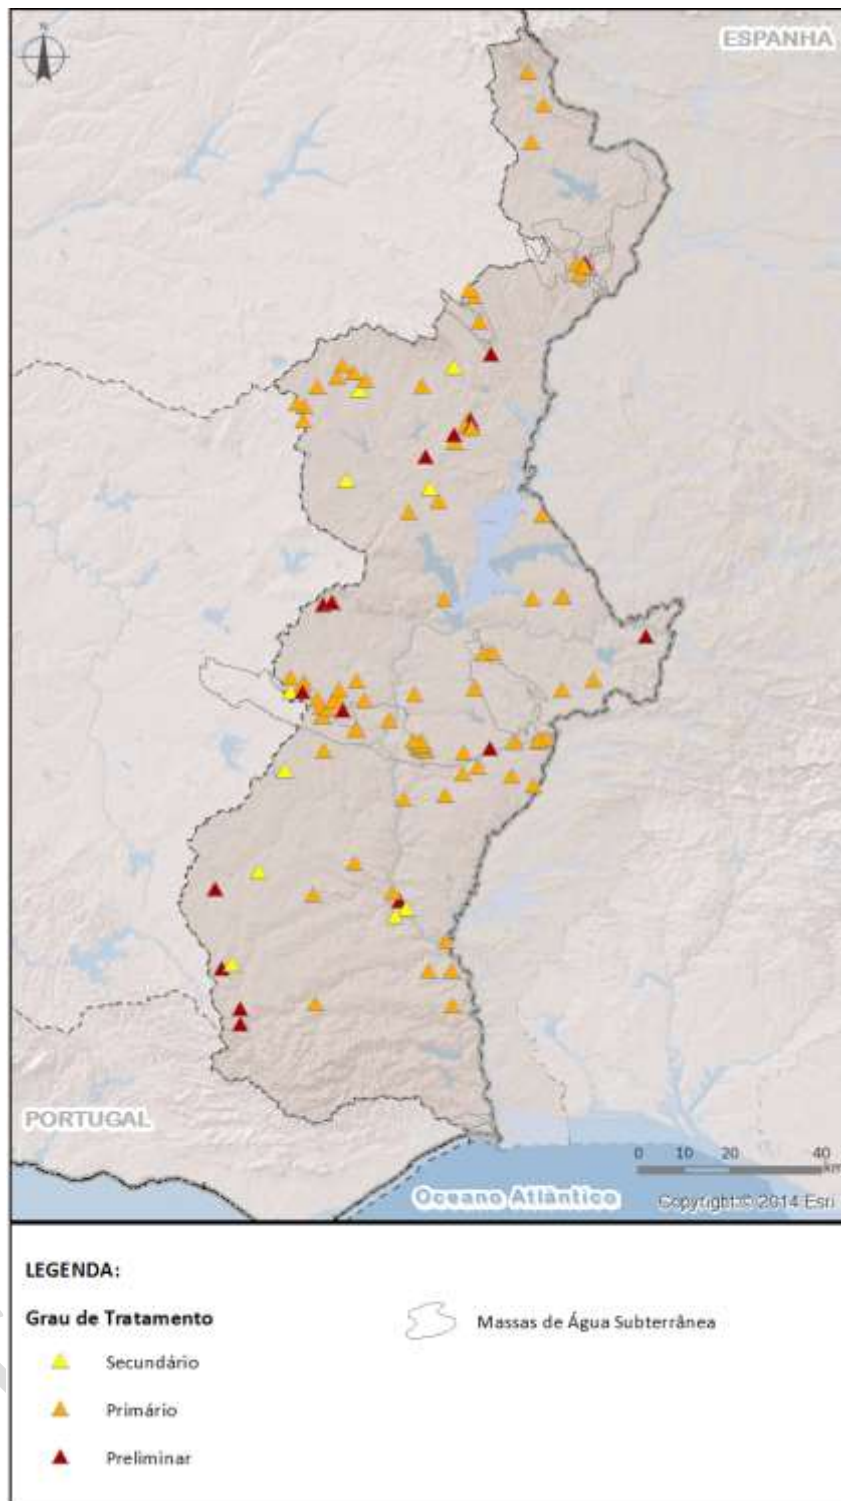 ESPANHA
PORTUGAL
0 10 20 40
km
Oceano Atlântico
Copyright:© 2014 Esri
LEGENDA:
Grau de Tratamento
Massas de Água Subterrânea
Secundário
Primário
Preliminar